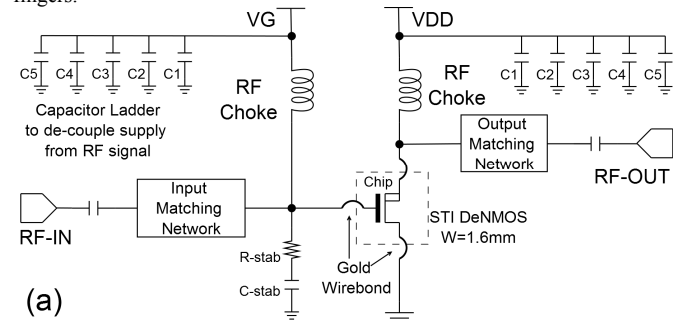 fingers.
VG
VDD
C5
C4
C3
C2
C1
C1
C2
C3
C4
C5
RF
Choke
RF
Choke
Capacitor Ladder
to de-couple supply
from RF signal
Output
Matching
Network
RF-OUT
Chip
Input
Matching
Network
STI DeNMOS
W=1.6mm
RF-IN
R-stab
Gold
Wirebond
C-stab
(a)